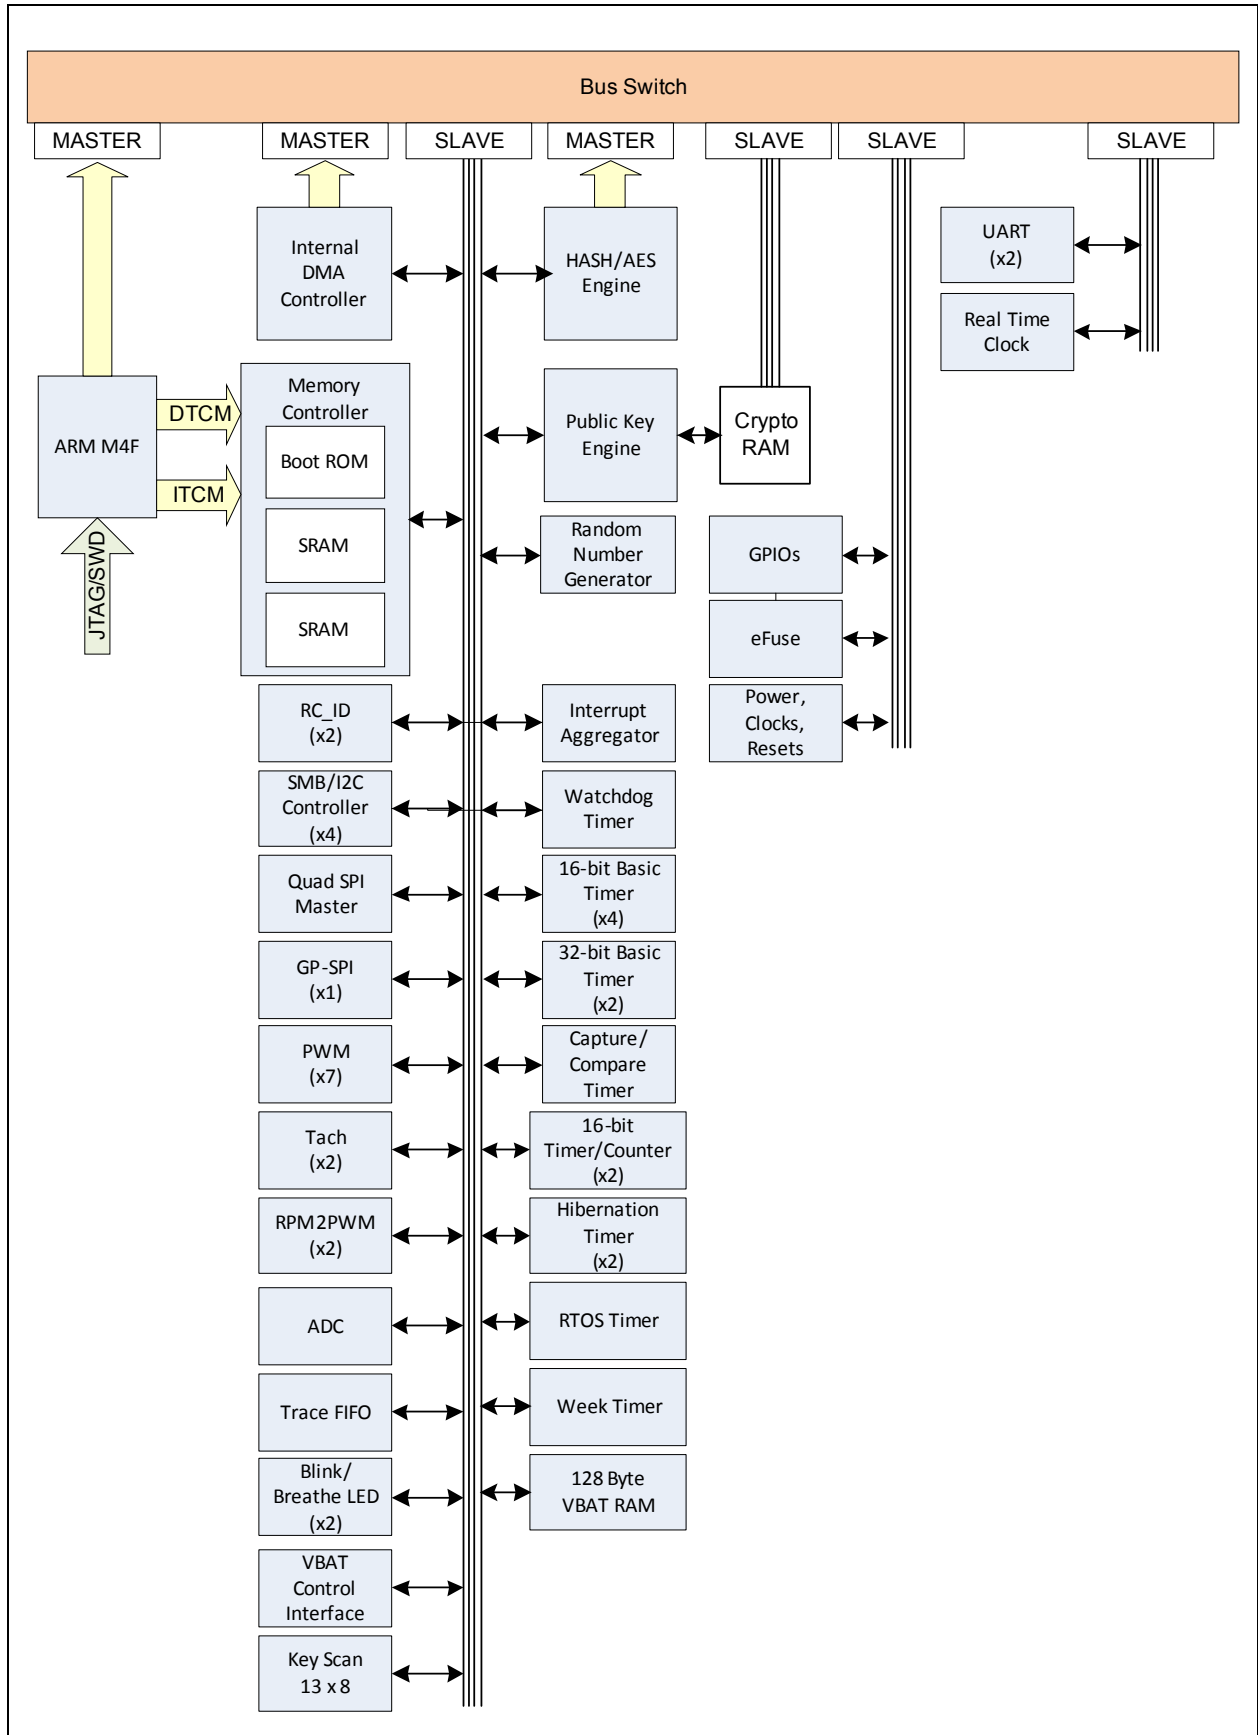 Bus Switch
MASTER
MASTER
SLAVE
MASTER
SLAVE
SLAVE
SLAVE
Internal
DMA
Controller
HASH/AES
Engine
UART
(x2)
Real Time
Clock
ARM M4F
DTCM
ITCM
JTAG/SWD
Memory
Controller
Boot ROM
SRAM
SRAM
Public Key
Engine
Crypto
RAM
Random
Number
Generator
GPIOs
eFuse
Power,
Clocks,
Resets
RC_ID
(x2)
Interrupt
Aggregator
SMB/I2C
Controller
(x4)
Watchdog
Timer
Quad SPI
Master
16-bit Basic
Timer
(x4)
GP-SPI
(x1)
32-bit Basic
Timer
(x2)
PWM
(x7)
Capture/
Compare
Timer
Tach
(x2)
16-bit
Timer/Counter
(x2)
RPM2PWM
(x2)
Hibernation
Timer
(x2)
ADC
RTOS Timer
Trace FIFO
Week Timer
Blink/
Breathe LED
(x2)
128 Byte
VBAT RAM
VBAT
Control
Interface
Key Scan
13 x 8